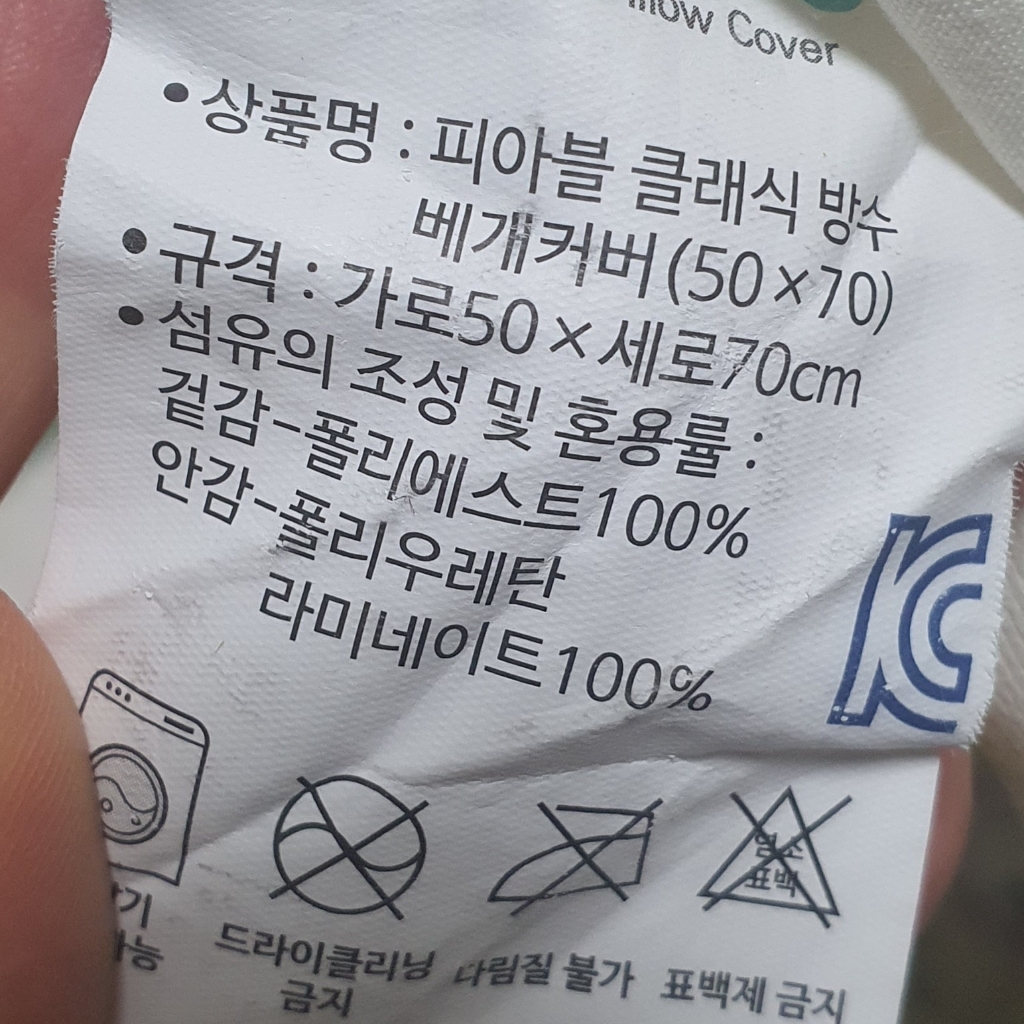 Cover
• 상품명 : 피아블 클래식 방수
베개커버(50×70)
• 규격 : 가로50×세로70cm
• 섬유의 조성 및 혼용률 :
겉감-폴리에스트100%
안감-폴리우레탄
라미네이트100%
염소
표백
드라이클리닝
금지
다림질 불가
표백제 금지